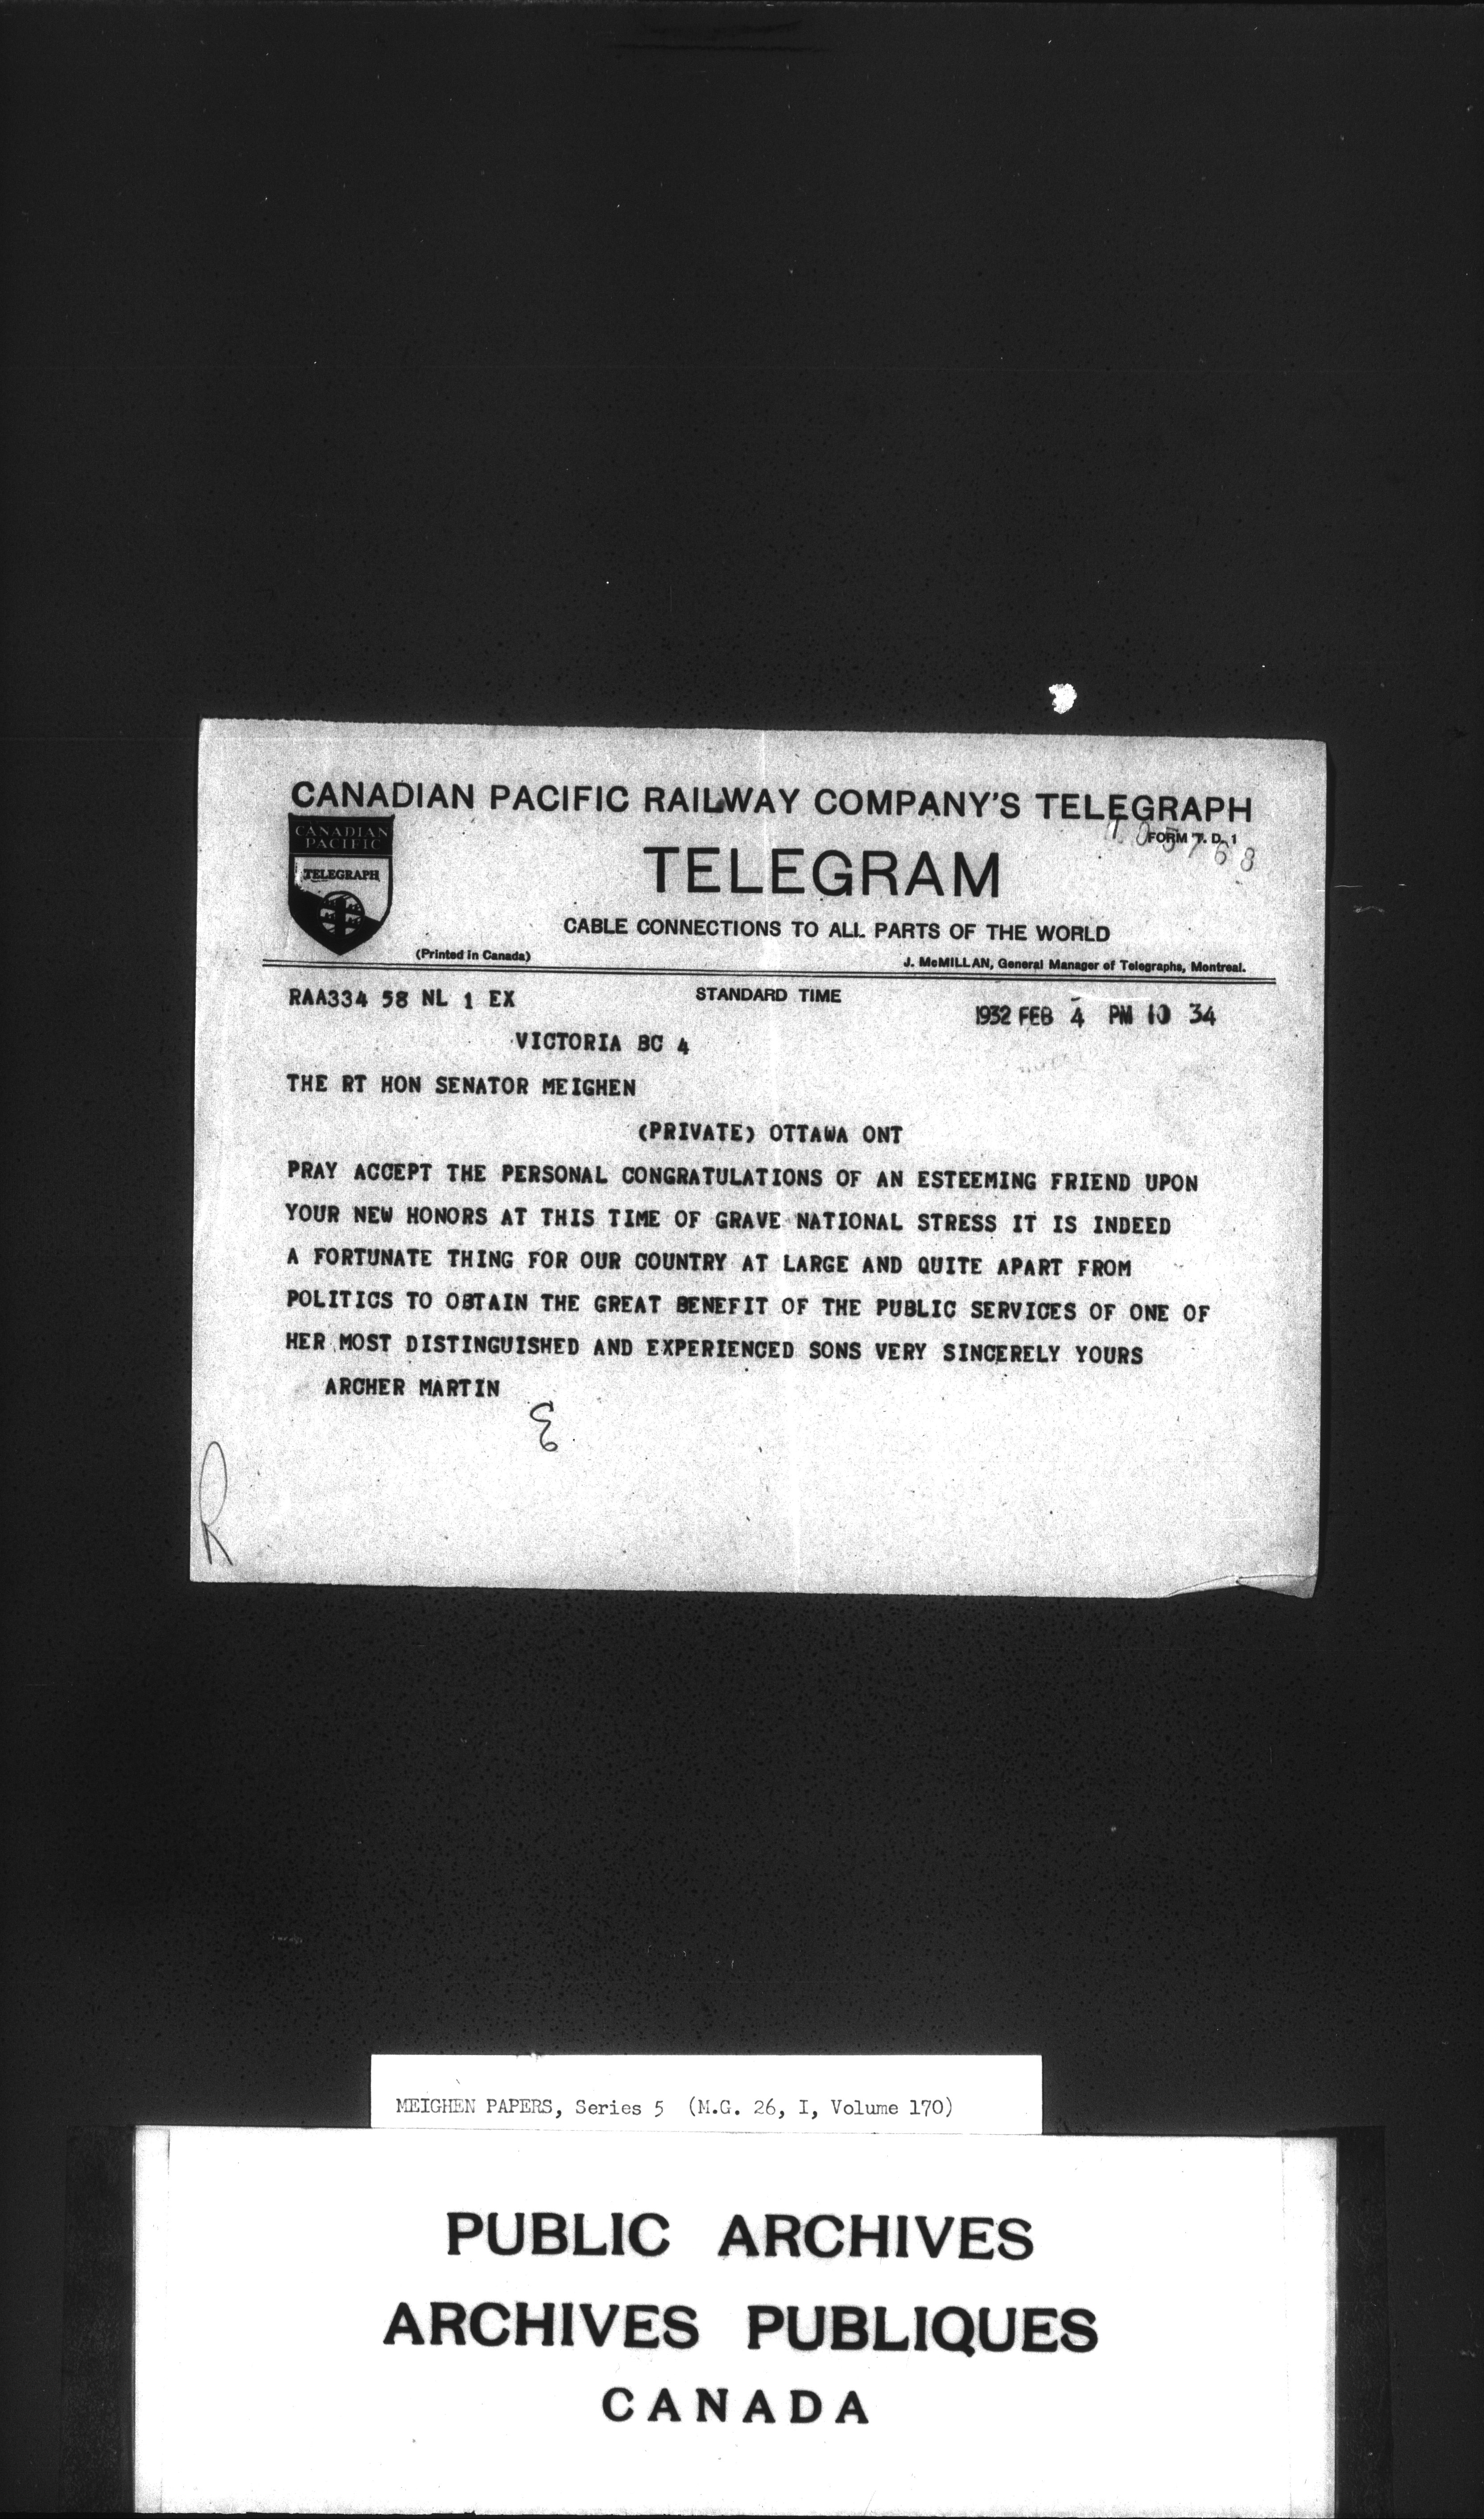 CANADIAN PACIFIC RAILWAY COMPANY'S TELEGRAPH
CANADIAN
PACIFIC
TELEGRAPH
FORM T. D. 1
TELEGRAM
CABLE CONNECTIONS TO ALL PARTS OF THE WORLD
(Printed in Canada)
J. McMILLAN, General Manager of Telegraphs, Montreal.
RAA334 58 NL 1 EX
STANDARD TIME
1932 FEB 4 PM 10 34
VICTORIA BC 4
THE RT HON SENATOR MEIGHEN
(PRIVATE) OTTAWA ONT
PRAY ACCEPT THE PERSONAL CONGRATULATIONS OF AN ESTEEMING FRIEND UPON
YOUR NEW HONORS AT THIS TIME OF GRAVE NATIONAL STRESS IT IS INDEED
A FORTUNATE THING FOR OUR COUNTRY AT LARGE AND QUITE APART FROM
POLITICS TO OBTAIN THE GREAT BENEFIT OF THE PUBLIC SERVICES OF ONE OF
HER MOST DISTINGUISHED AND EXPERIENCED SONS VERY SINCERELY YOURS
ARCHER MARTIN
R
MEIGHEN PAPERS, Series 5 (M.G. 26, I, Volume 170)
PUBLIC ARCHIVES
ARCHIVES PUBLIQUES
CANADA